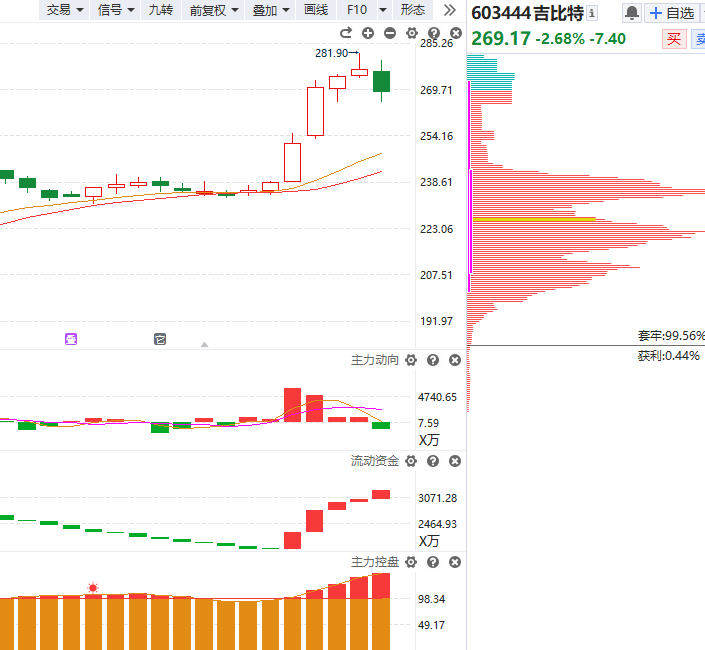 交易 信号 九转 前复权 叠加 画线 F10 形态
603444 吉比特
自选
269.17 -2.68% -7.40
买 卖
285.26
281.90
269.71
254.16
238.61
223.06
207.51
191.97
套牢:99.56%
获利:0.44%
主力动向
4740.65
7.59
X万
流动资金
3071.28
2464.93
X万
主力控盘
98.34
49.17